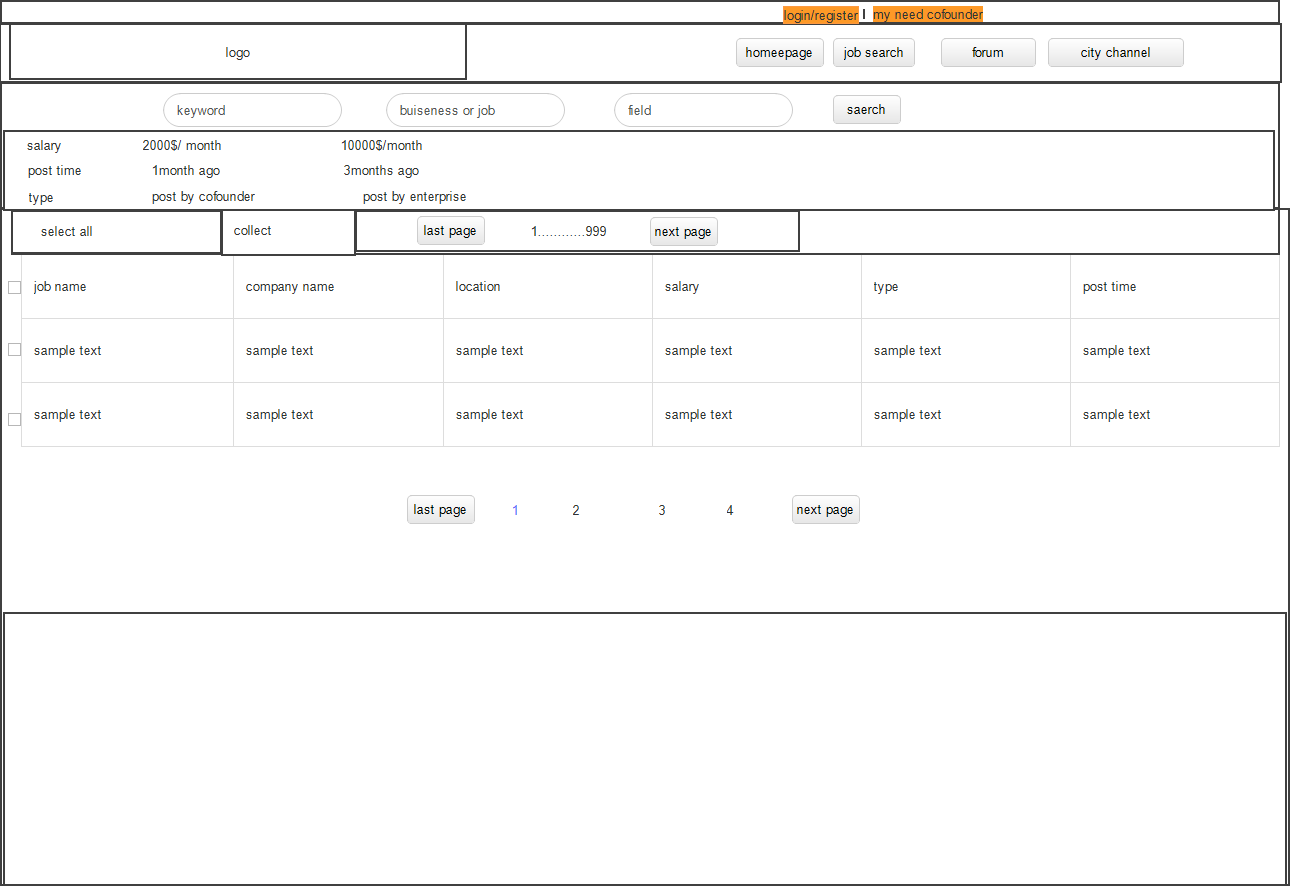 login/register | my need cofounder
logo homeepage job search forum city channel
keyword buiseness or job field saerch
salary 2000$/ month 10000$/month
post time 1month ago 3months ago
type post by cofounder post by enterprise
select all collect last page 1............999 next page
job name company name location salary type post time
sample text sample text sample text sample text sample text sample text
sample text sample text sample text sample text sample text sample text
last page 1 2 3 4 next page